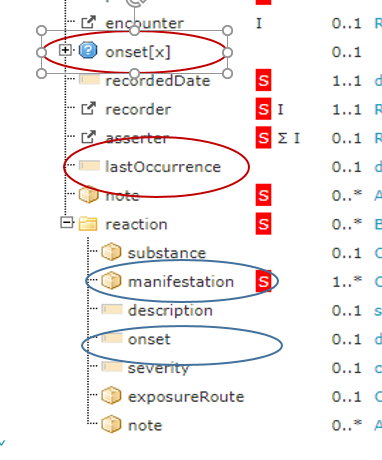 encounter I 0..1 R
onset[x] 0..1
recordedDate S 1..1 d
recorder S I 1..1 R
asserter S Σ I 0..1 R
lastOccurrence 0..1 d
note S 0..* A
reaction S 0..* B
substance 0..1 C
manifestation S 1..* C
description 0..1 s
onset 0..1 d
severity 0..1 c
exposureRoute 0..1 C
note 0..* A